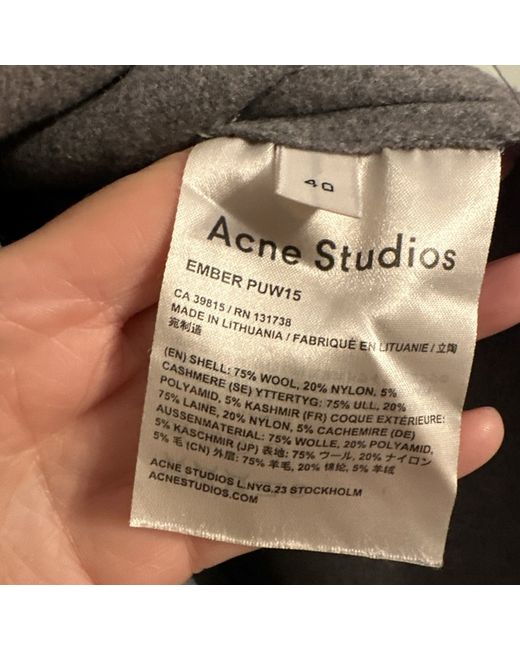 40
Acne Studios
EMBER PUW15
CA 39815 / RN 131738
MADE IN LITHUANIA / FABRIQUÉ EN LITUANIE / 立陶
宛制造
(EN) SHELL: 75% WOOL, 20% NYLON, 5%
CASHMERE (SE) YTTERTYG: 75% ULL, 20%
POLYAMID, 5% KASHMIR (FR) COQUE EXTÉRIEURE:
75% LAINE, 20% NYLON, 5% CACHEMIRE (DE)
AUSSENMATERIAL: 75% WOLLE, 20% POLYAMID,
5% KASCHMIR (JP) 表地: 75% ウール, 20% ナイロン
5% 毛 (CN) 外层: 75% 羊毛, 20% 锦纶, 5% 羊绒
ACNE STUDIOS L.NYG.23 STOCKHOLM
ACNESTUDIOS.COM